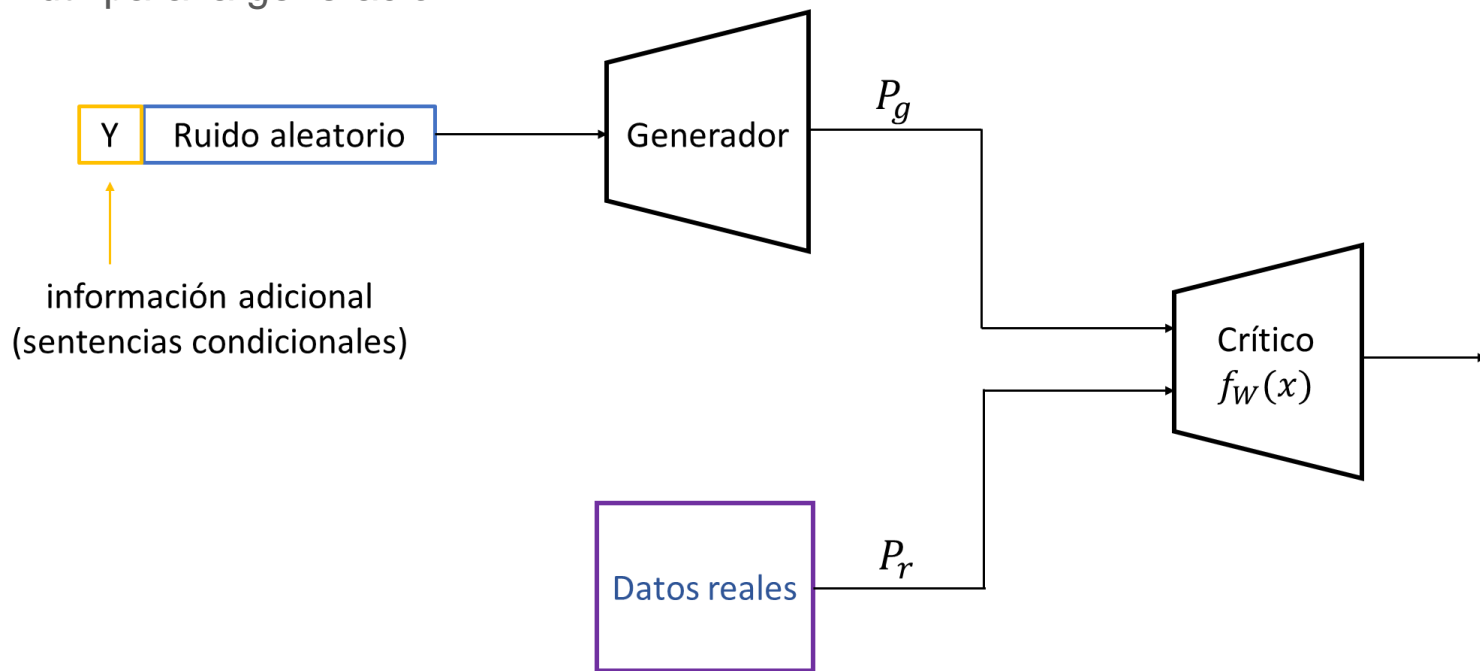 Y
Ruido aleatorio
información adicional
(sentencias condicionales)
Generador
P_g
Crítico
f_W(x)
Datos reales
P_r